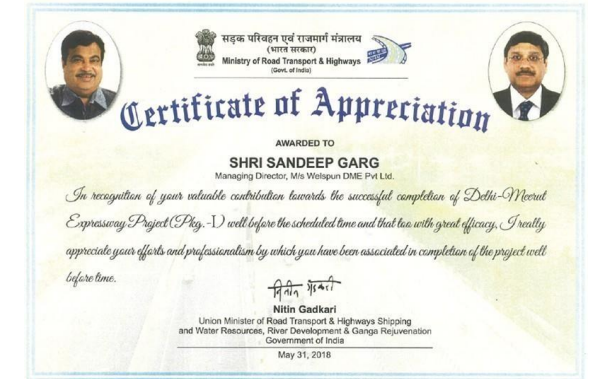 सड़क परिवहन एवं राजमार्ग मंत्रालय
(भारत सरकार)
Ministry of Road Transport & Highways
(Govt. of India)
Certificate of Appreciation
AWARDED TO
SHRI SANDEEP GARG
Managing Director, M/s Welspun DME Pvt Ltd.
In recognition of your valuable contribution towards the successful completion of Delhi-Meerut
Expressway Project (Pkg.-I) well before the scheduled time and that too with great efficacy, I really
appreciate your efforts and professionalism by which you have been associated in completion of the project well
before time.
नितीन गडकरी
Nitin Gadkari
Union Minister of Road Transport & Highways Shipping
and Water Resources, River Development & Ganga Rejuvenation
Government of India
May 31, 2018